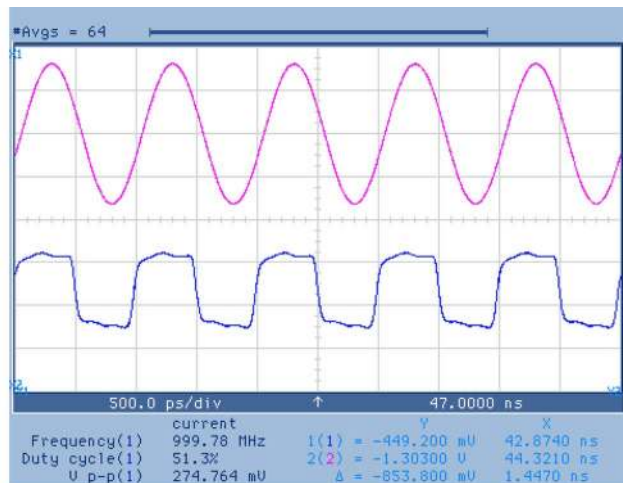 Avgs = 64
X1
X2
500.0 ps/div ↑ 47.0000 ns
current Y X
Frequency(1) 999.78 MHz 1(1) = -449.200 mV 42.8740 ns
Duty cycle(1) 51.3% 2(2) = -1.30300 V 44.3210 ns
V p-p(1) 274.764 mV Δ = -853.800 mV 1.4470 ns